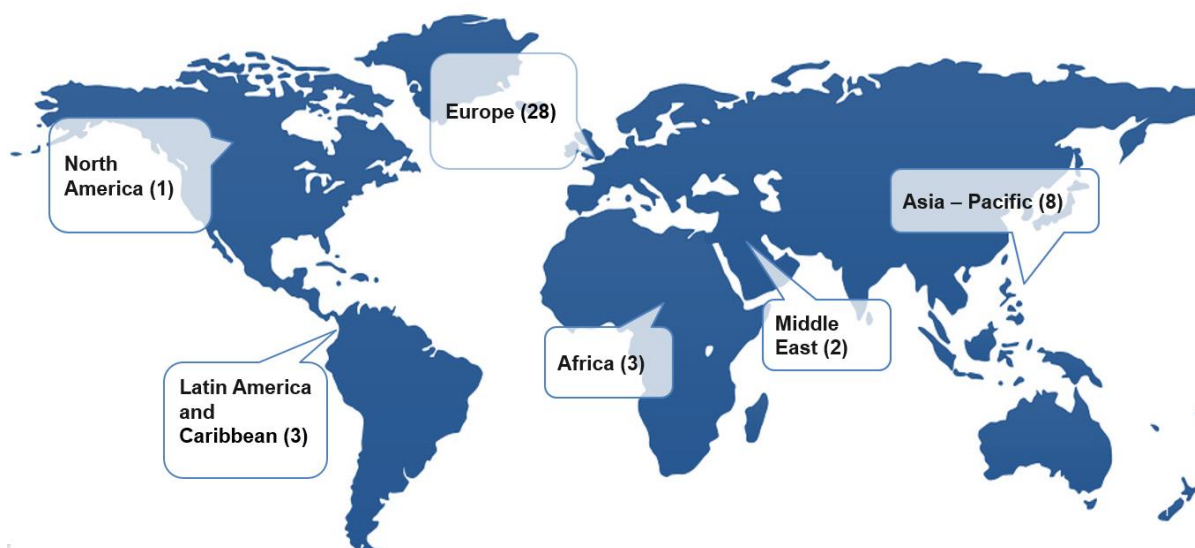 Europe (28)
North
America (1)
Asia – Pacific (8)
Middle
East (2)
Africa (3)
Latin America
and
Caribbean (3)